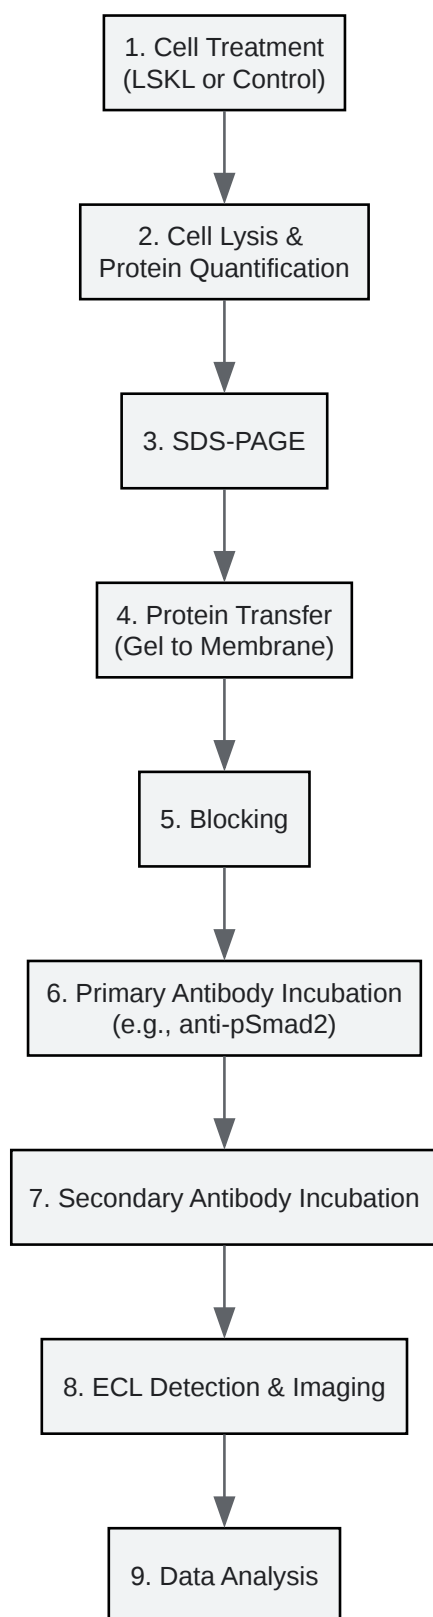 1. Cell Treatment
(LSKL or Control)
2. Cell Lysis &
Protein Quantification
3. SDS-PAGE
4. Protein Transfer
(Gel to Membrane)
5. Blocking
6. Primary Antibody Incubation
(e.g., anti-pSmad2)
7. Secondary Antibody Incubation
8. ECL Detection & Imaging
9. Data Analysis